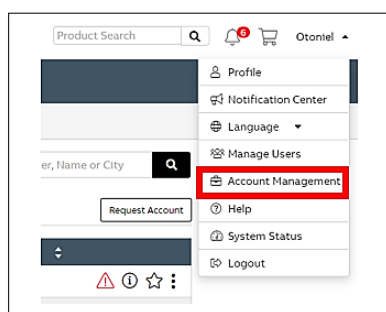 Product Search
6
Otoniel
Profile
Notification Center
Language
er, Name or City
Manage Users
Account Management
Request Account
Help
System Status
Logout